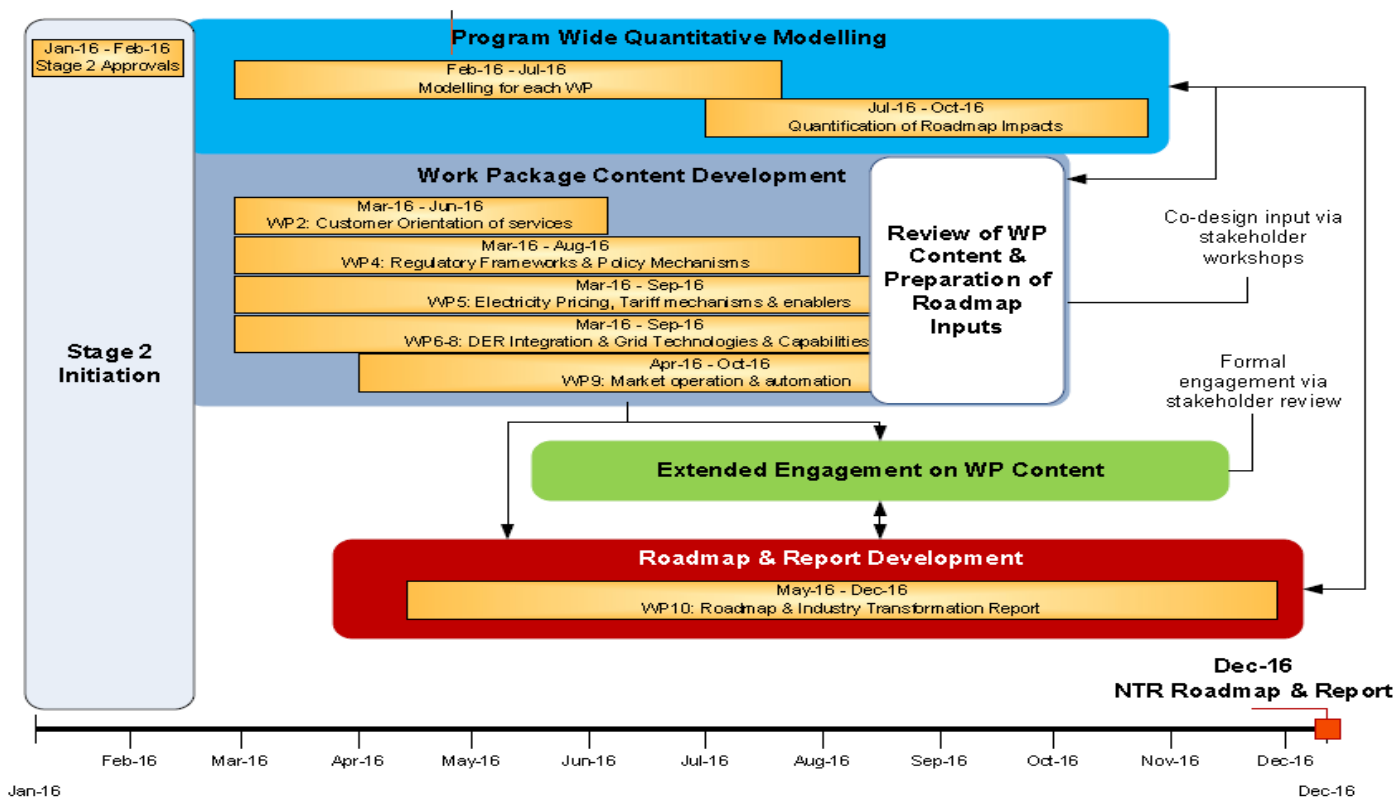 Jan-16 - Feb-16
Stage 2 Approvals
Program Wide Quantitative Modelling
Feb-16 - Jul-16
Modelling for each WP
Jul-16 - Oct-16
Quantification of Roadmap Impacts
Work Package Content Development
Mar-16 - Jun-16
WP2: Customer Orientation of services
Mar-16 - Aug-16
WP4: Regulatory Frameworks & Policy Mechanisms
Mar-16 - Sep-16
WP5: Electricity Pricing, Tariff mechanisms & enablers
Mar-16 - Sep-16
WP6-8: DER Integration & Grid Technologies & Capabilities
Apr-16 - Oct-16
WP9: Market operation & automation
Review of WP
Content &
Preparation of
Roadmap
Inputs
Co-design input via
stakeholder
workshops
Stage 2
Initiation
Formal
engagement via
stakeholder review
Extended Engagement on WP Content
Roadmap & Report Development
May-16 - Dec-16
WP10: Roadmap & Industry Transformation Report
Dec-16
NTR Roadmap & Report
Feb-16 Mar-16 Apr-16 May-16 Jun-16 Jul-16 Aug-16 Sep-16 Oct-16 Nov-16 Dec-16
Jan-16 Dec-16